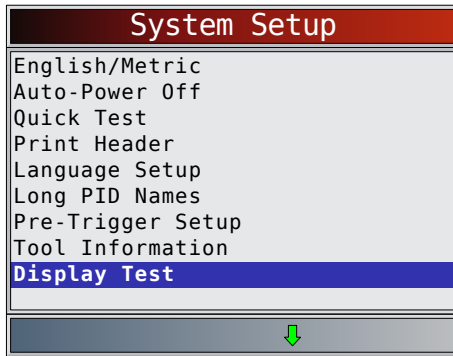 System Setup
English/Metric
Auto-Power Off
Quick Test
Print Header
Language Setup
Long PID Names
Pre-Trigger Setup
Tool Information
Display Test